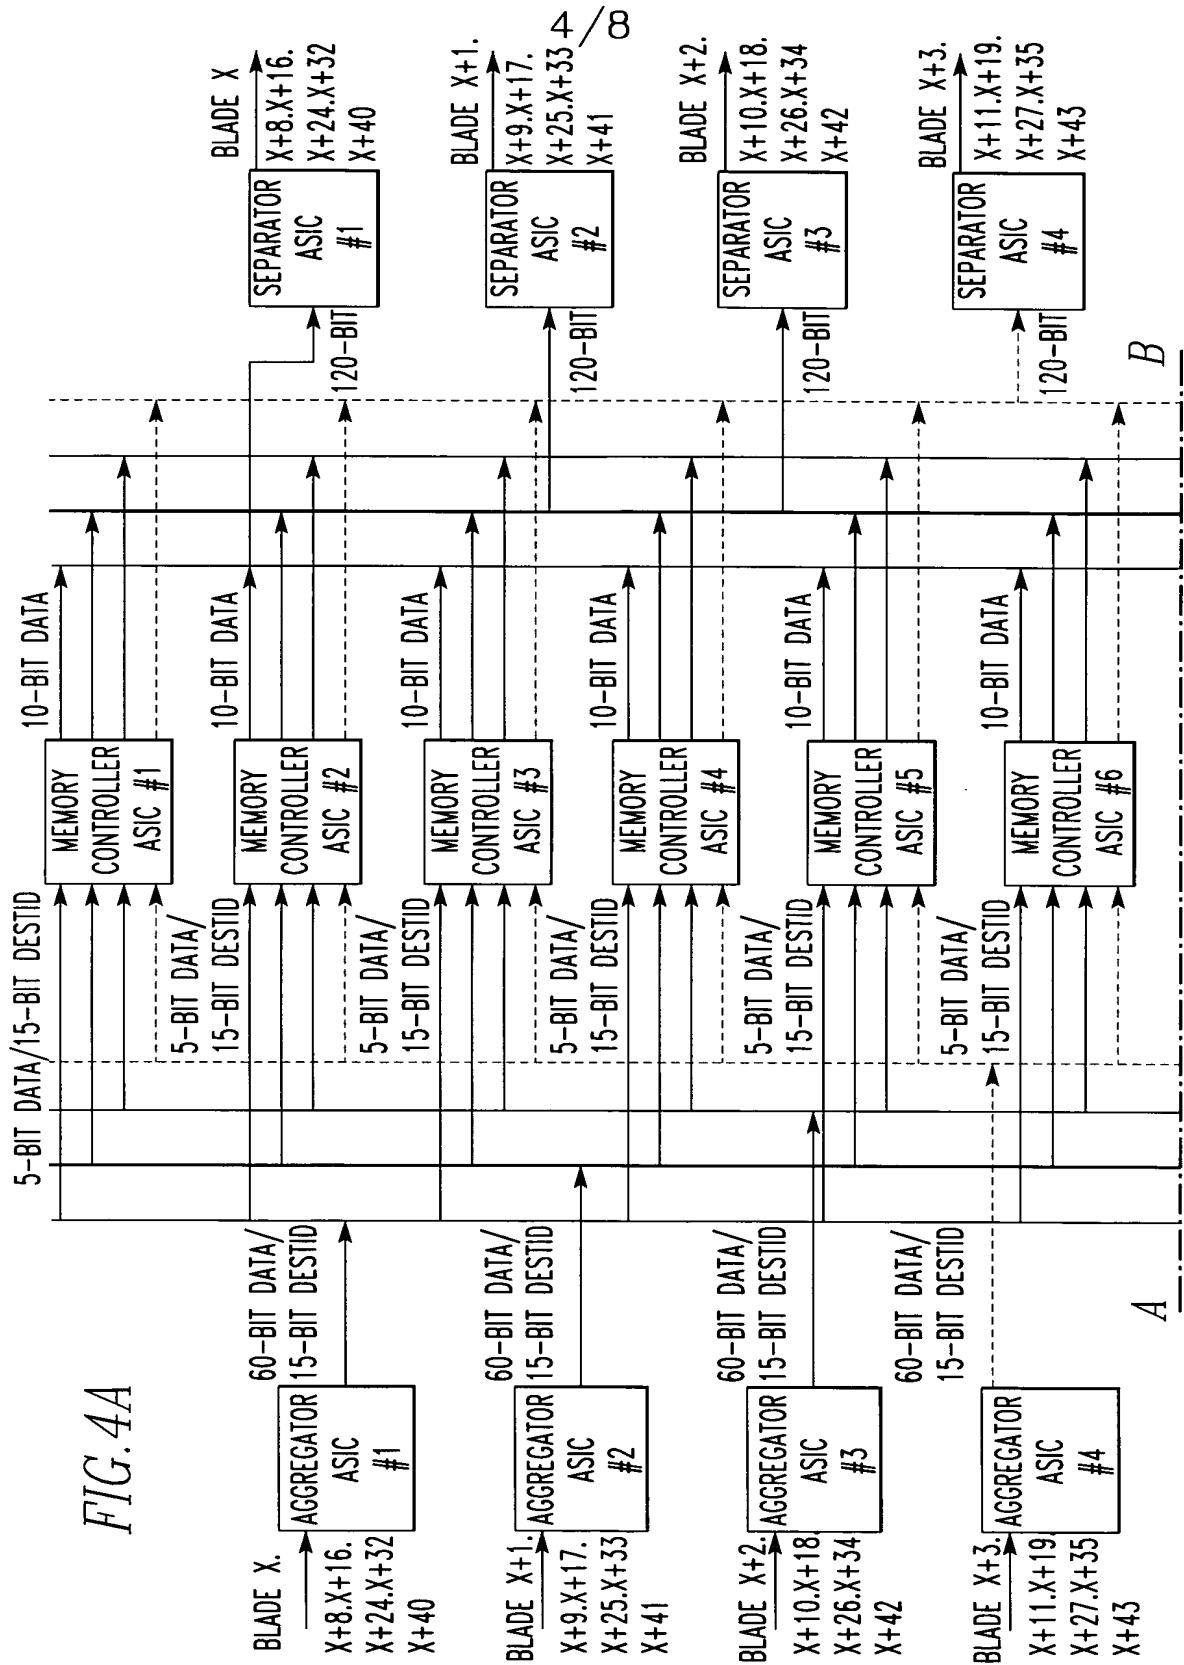 4/8
FIG.4A
BLADE X.
X+8.X+16.
X+24.X+32
X+40
AGGREGATOR
ASIC
#1
60-BIT DATA/
15-BIT DESTID
BLADE X+1.
X+9.X+17.
X+25.X+33
X+41
AGGREGATOR
ASIC
#2
60-BIT DATA/
15-BIT DESTID
BLADE X+2.
X+10.X+18.
X+26.X+34
X+42
AGGREGATOR
ASIC
#3
60-BIT DATA/
15-BIT DESTID
BLADE X+3.
X+11.X+19.
X+27.X+35
X+43
AGGREGATOR
ASIC
#4
60-BIT DATA/
15-BIT DESTID
5-BIT DATA/15-BIT DESTID
MEMORY
CONTROLLER
ASIC #1
10-BIT DATA
5-BIT DATA/
15-BIT DESTID
MEMORY
CONTROLLER
ASIC #2
10-BIT DATA
5-BIT DATA/
15-BIT DESTID
MEMORY
CONTROLLER
ASIC #3
10-BIT DATA
5-BIT DATA/
15-BIT DESTID
MEMORY
CONTROLLER
ASIC #4
10-BIT DATA
5-BIT DATA/
15-BIT DESTID
MEMORY
CONTROLLER
ASIC #5
10-BIT DATA
5-BIT DATA/
15-BIT DESTID
MEMORY
CONTROLLER
ASIC #6
10-BIT DATA
120-BIT
SEPARATOR
ASIC
#1
BLADE X
X+8.X+16.
X+24.X+32
X+40
120-BIT
SEPARATOR
ASIC
#2
BLADE X+1.
X+9.X+17.
X+25.X+33
X+41
120-BIT
SEPARATOR
ASIC
#3
BLADE X+2.
X+10.X+18.
X+26.X+34
X+42
120-BIT
SEPARATOR
ASIC
#4
BLADE X+3.
X+11.X+19.
X+27.X+35
X+43
A
B